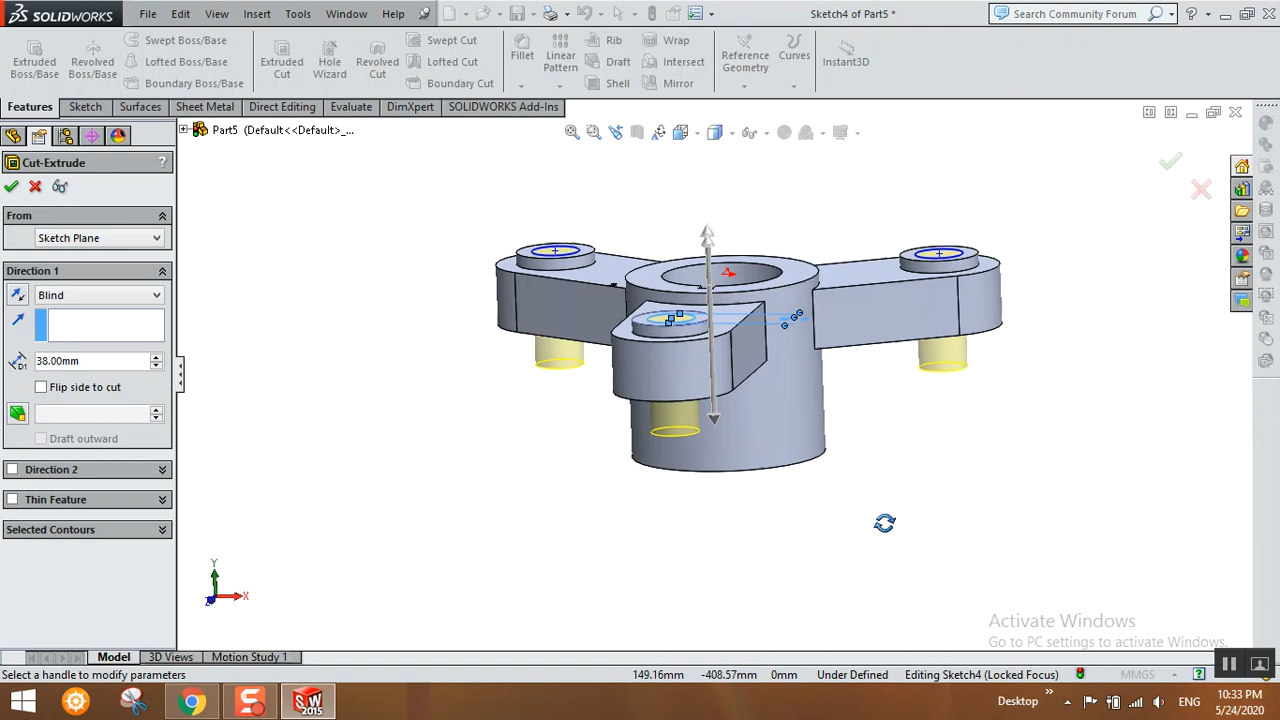 SOLIDWORKS File Edit View Insert Tools Window Help Sketch4 of Part5 Search Community Forum
Extruded Boss/Base
Revolved Boss/Base
Swept Boss/Base
Lofted Boss/Base
Boundary Boss/Base
Extruded Cut
Hole Wizard
Revolved Cut
Swept Cut
Lofted Cut
Boundary Cut
Fillet
Linear Pattern
Rib
Draft
Shell
Wrap
Intersect
Mirror
Reference Geometry
Curves
Instant3D
Features Sketch Surfaces Sheet Metal Direct Editing Evaluate DimXpert SOLIDWORKS Add-Ins
Part5 (Default<<Default>_...
Cut-Extrude ?
From
Sketch Plane
Direction 1
Blind
D1 38.00mm
Flip side to cut
Draft outward
Direction 2
Thin Feature
Selected Contours
Y
X
Z
Activate Windows
Go to PC settings to activate Windows.
Model 3D Views Motion Study 1
Select a handle to modify parameters 149.16mm -408.57mm 0mm Under Defined Editing Sketch4 (Locked Focus) MMGS ?
SW 2015
Desktop » ENG 10:33 PM
5/24/2020